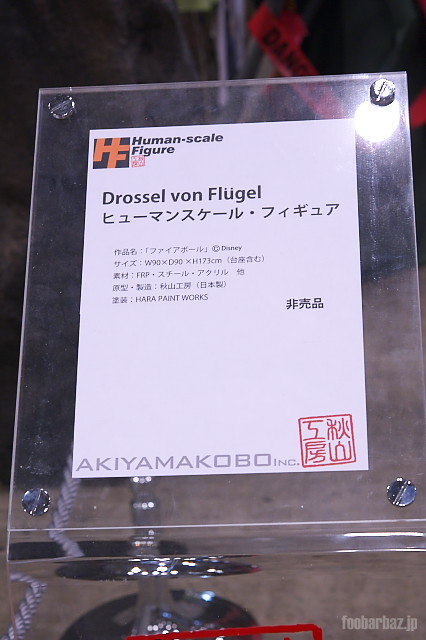 DANGER
HF
Human-scale
Figure
Drossel von Flügel
ヒューマンスケール・フィギュア
作品名：「ファイアボール」© Disney
サイズ：W90×D90×H173cm（台座含む）
素材：FRP・スチール・アクリル　他
原型・製造：秋山工房（日本製）
塗装：HARA PAINT WORKS
非売品
AKIYAMAKOBO INC.
秋山工房
foobarbaz.jp